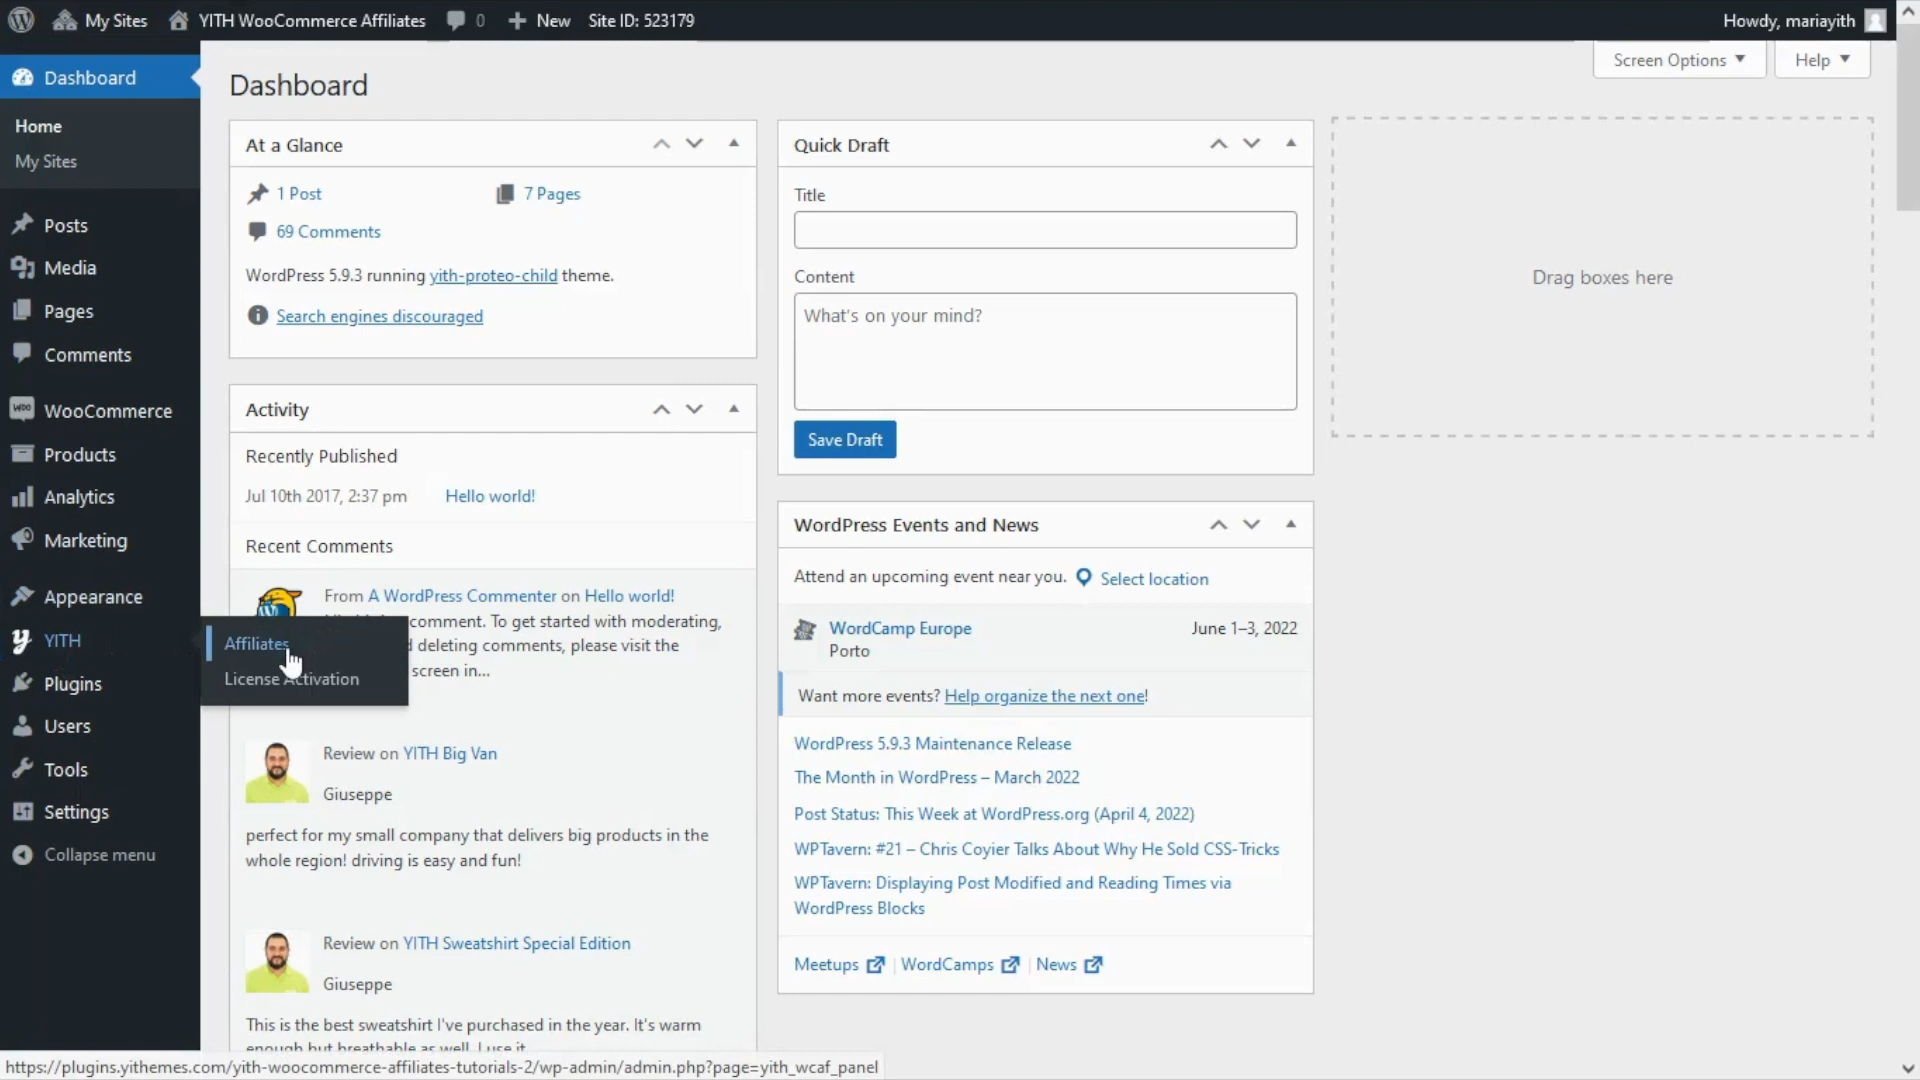 My Sites
YITH WooCommerce Affiliates
0
New
Site ID: 523179
Howdy, mariayith
Dashboard
Home
My Sites
Posts
Media
Pages
Comments
WooCommerce
Products
Analytics
Marketing
Appearance
YITH
Plugins
Users
Tools
Settings
Collapse menu
Affiliates
License Activation
Screen Options
Help
Dashboard
At a Glance
1 Post
7 Pages
69 Comments
WordPress 5.9.3 running yith-proteo-child theme.
Search engines discouraged
Activity
Recently Published
Jul 10th 2017, 2:37 pm Hello world!
Recent Comments
From A WordPress Commenter on Hello world!
comment. To get started with moderating,
deleting comments, please visit the
screen in...
Review on YITH Big Van
Giuseppe
perfect for my small company that delivers big products in the
whole region! driving is easy and fun!
Review on YITH Sweatshirt Special Edition
Giuseppe
This is the best sweatshirt I've purchased in the year. It's warm
enough but breathable as well. I use it
Quick Draft
Title
Content
What's on your mind?
Save Draft
WordPress Events and News
Attend an upcoming event near you. Select location
WordCamp Europe
June 1–3, 2022
Porto
Want more events? Help organize the next one!
WordPress 5.9.3 Maintenance Release
The Month in WordPress – March 2022
Post Status: This Week at WordPress.org (April 4, 2022)
WPTavern: #21 – Chris Coyier Talks About Why He Sold CSS-Tricks
WPTavern: Displaying Post Modified and Reading Times via
WordPress Blocks
Meetups | WordCamps | News
Drag boxes here
https://plugins.yithemes.com/yith-woocommerce-affiliates-tutorials-2/wp-admin/admin.php?page=yith_wcaf_panel